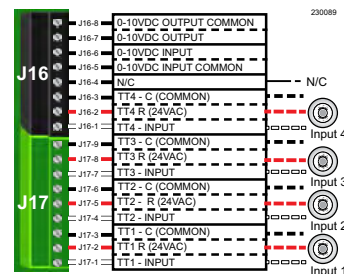 230089
J16
J16-8 0-10VDC OUTPUT COMMON
J16-7 0-10VDC OUTPUT
J16-6 0-10VDC INPUT
J16-5 0-10VDC INPUT COMMON
J16-4 N/C N/C
J16-3 TT4 - C (COMMON)
J16-2 TT4 R (24VAC)
J16-1 TT4 - INPUT
Input 4
J17
J17-9 TT3 - C (COMMON)
J17-8 TT3 R (24VAC)
J17-7 TT3 - INPUT
Input 3
J17-6 TT2 - C (COMMON)
J17-5 TT2 - R (24VAC)
J17-4 TT2 - INPUT
Input 2
J17-3 TT1 - C (COMMON)
J17-2 TT1 R (24VAC)
J17-1 TT1 - INPUT
Input 1